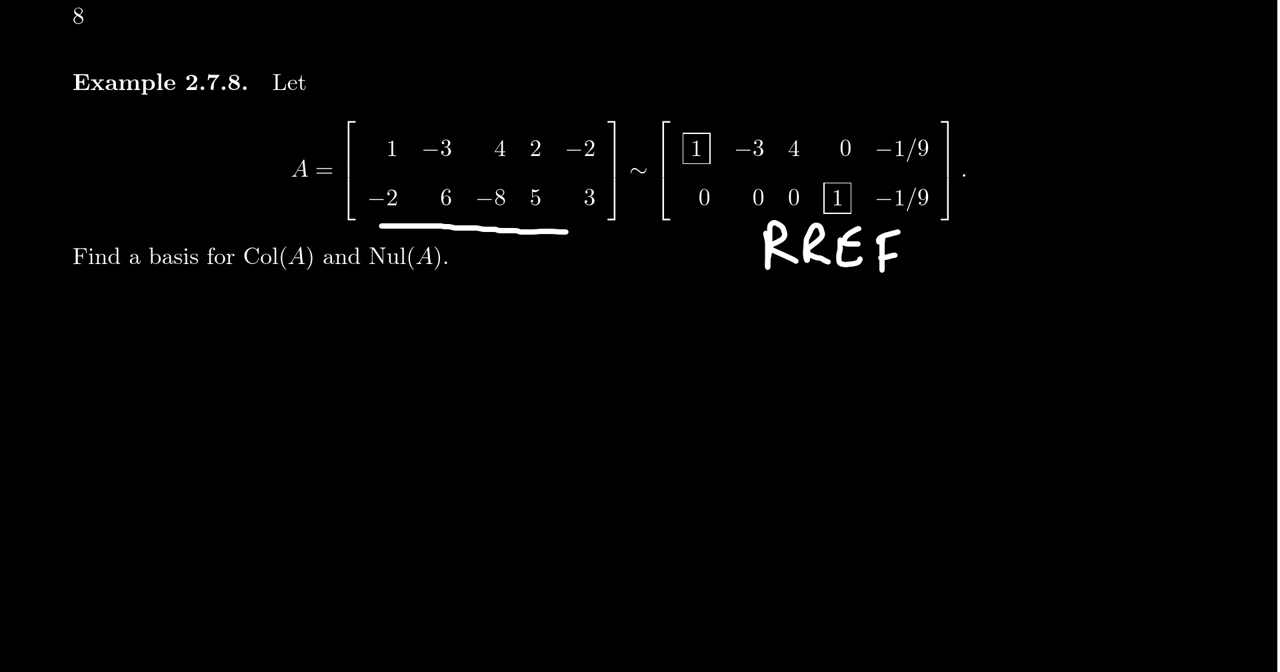 8
Example 2.7.8. Let
A = [ 1 −3 4 2 −2 ] ∼ [ 1 −3 4 0 −1/9 ] .
[ −2 6 −8 5 3 ] [ 0 0 0 1 −1/9 ]
RREF
Find a basis for Col(A) and Nul(A).